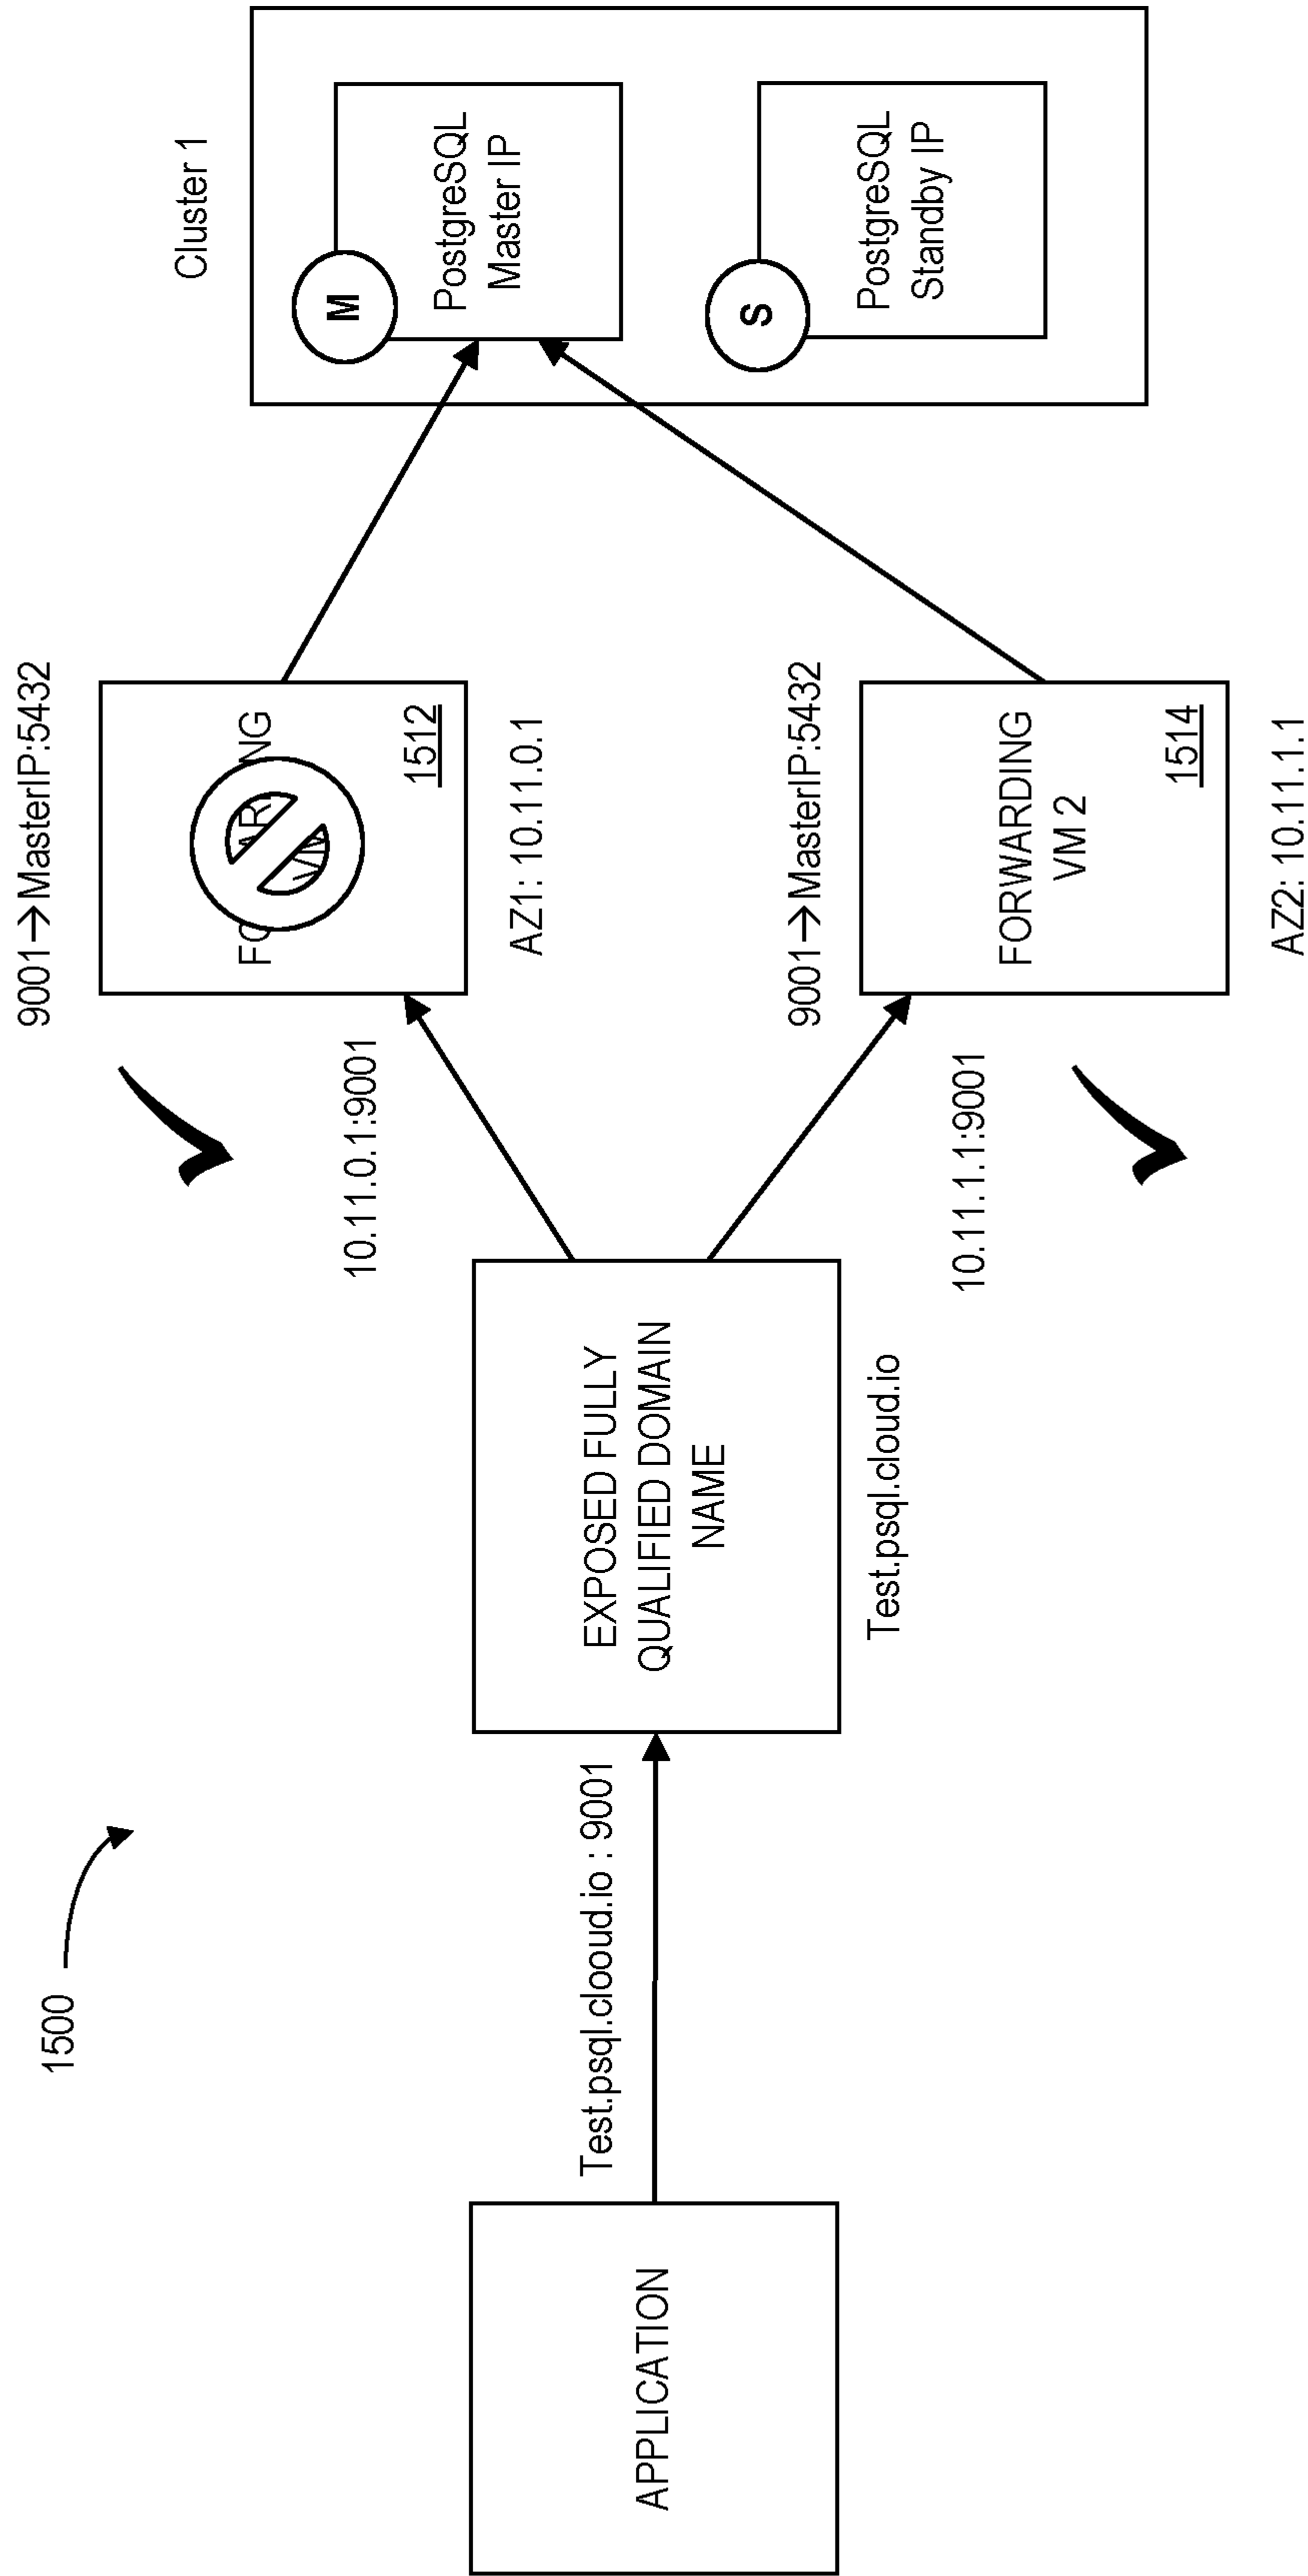 1500
APPLICATION
Test.psql.clooud.io : 9001
EXPOSED FULLY
QUALIFIED DOMAIN
NAME
Test.psql.cloud.io
10.11.0.1:9001
10.11.1.1:9001
9001→MasterIP:5432
1512
AZ1: 10.11.0.1
9001→MasterIP:5432
FORWARDING
VM 2
1514
AZ2: 10.11.1.1
Cluster 1
M
PostgreSQL
Master IP
S
PostgreSQL
Standby IP